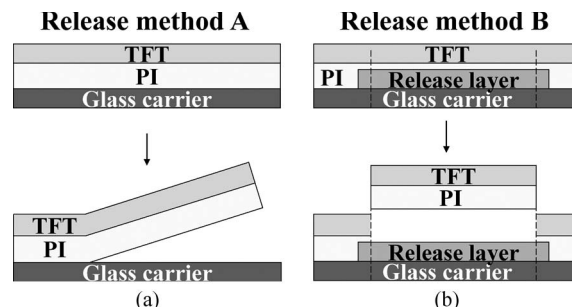 Release method A
TFT
PI
Glass carrier
TFT
PI
Glass carrier
(a)
Release method B
TFT
PI Release layer
Glass carrier
TFT
PI
Release layer
Glass carrier
(b)